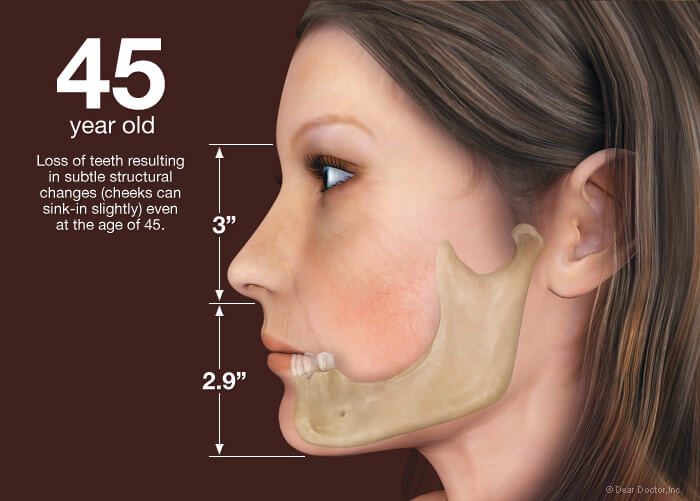 45
year old
Loss of teeth resulting
in subtle structural
changes (cheeks can
sink-in slightly) even
at the age of 45.
3”
2.9”
© Dear Doctor, Inc.